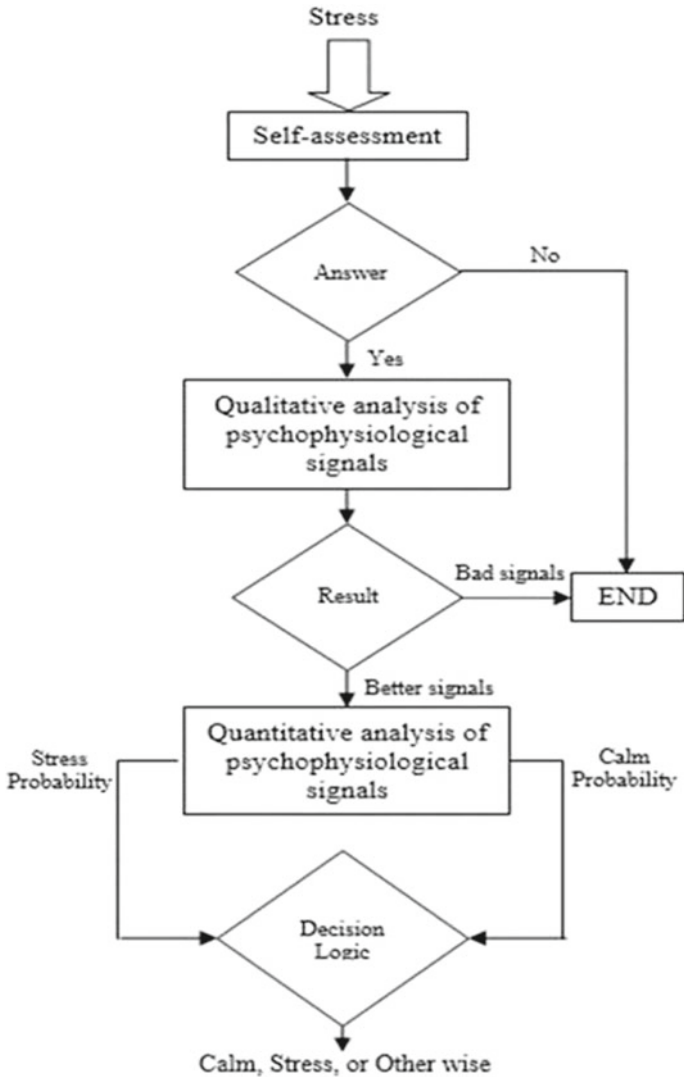 Stress
Self-assessment
Answer
No
Yes
Qualitative analysis of
psychophysiological
signals
Result
Bad signals
END
Better signals
Quantitative analysis of
psychophysiological
signals
Stress
Probability
Calm
Probability
Decision
Logic
Calm, Stress, or Other wise